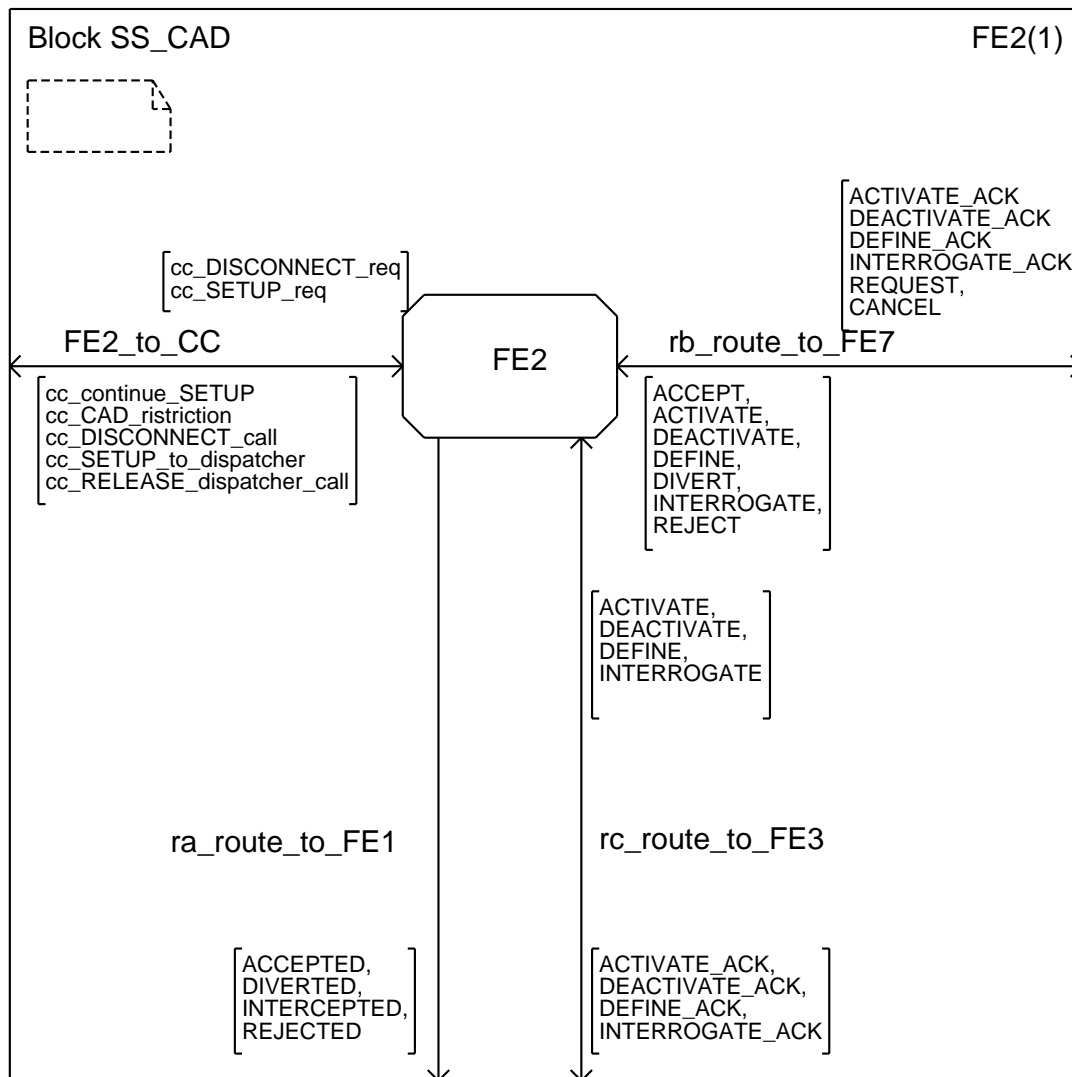 Block SS_CAD
FE2(1)
ACTIVATE_ACK
DEACTIVATE_ACK
DEFINE_ACK
INTERROGATE_ACK
REQUEST,
CANCEL
cc_DISCONNECT_req
cc_SETUP_req
FE2_to_CC
FE2
rb_route_to_FE7
cc_continue_SETUP
cc_CAD_ristriction
cc_DISCONNECT_call
cc_SETUP_to_dispatcher
cc_RELEASE_dispatcher_call
ACCEPT,
ACTIVATE,
DEACTIVATE,
DEFINE,
DIVERT,
INTERROGATE,
REJECT
ACTIVATE,
DEACTIVATE,
DEFINE,
INTERROGATE
ra_route_to_FE1
rc_route_to_FE3
ACCEPTED,
DIVERTED,
INTERCEPTED,
REJECTED
ACTIVATE_ACK,
DEACTIVATE_ACK,
DEFINE_ACK,
INTERROGATE_ACK